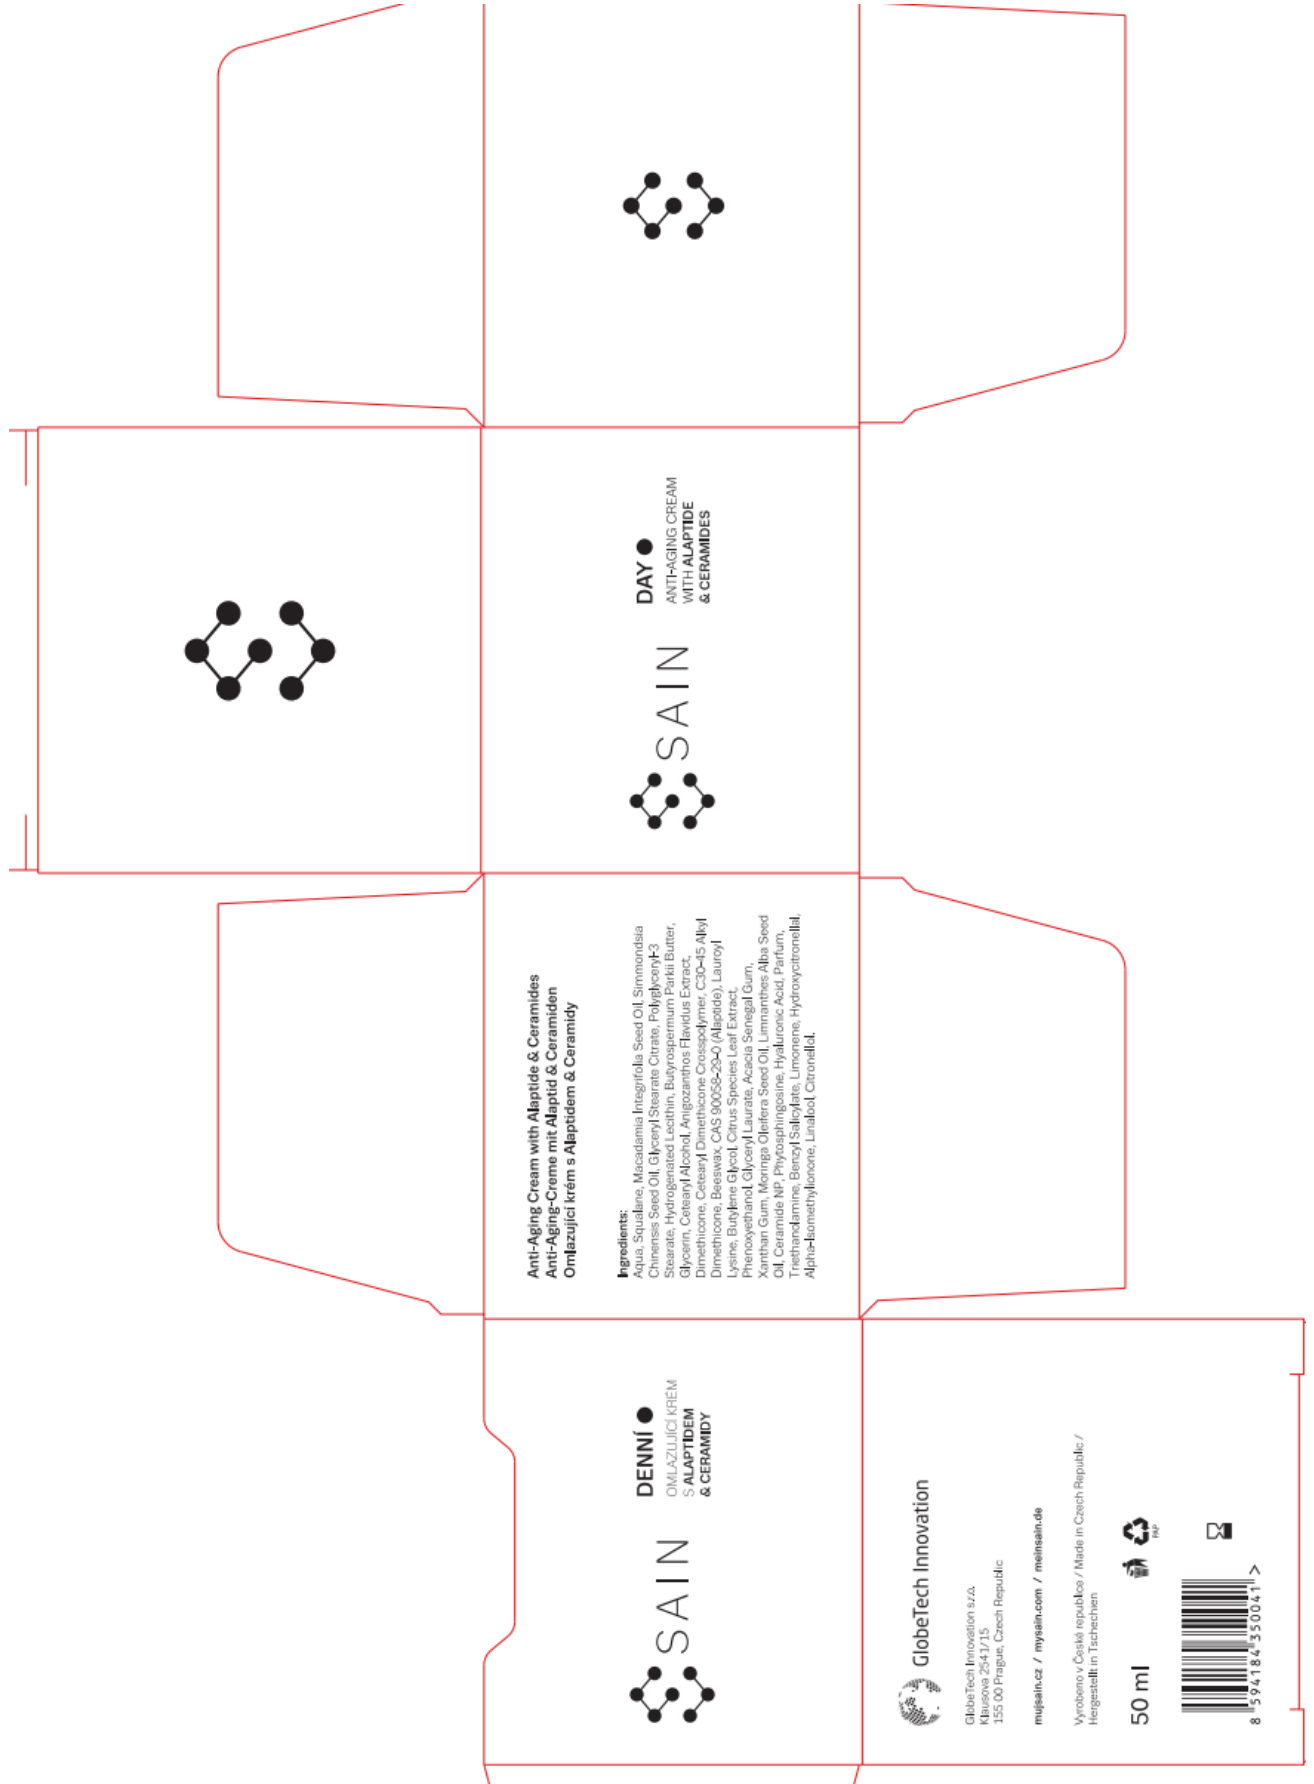 DAY
ANTI-AGING CREAM
WITH ALAPTIDE
& CERAMIDES
SAIN
Anti-Aging Cream with Alaptide & Ceramides
Anti-Aging-Creme mit Alaptid & Ceramiden
Omlazující krém s Alaptidem & Ceramidy
Ingredients:
Aqua, Squalane, Macadamia Integrifolia Seed Oil, Simmondsia
Chinensis Seed Oil, Glyceryl Stearate Citrate, Polyglyceryl-3
Stearate, Hydrogenated Lecithin, Butyrospermum Parkii Butter,
Glycerin, Cetearyl Alcohol, Anigozanthos Flavidus Extract,
Dimethicone, Cetearyl Dimethicone Crosspolymer, C30-45 Alkyl
Dimethicone, Beeswax, CAS 90058-29-0 (Alaptide), Lauroyl
Lysine, Butylene Glycol, Citrus Species Leaf Extract,
Phenoxyethanol, Glyceryl Laurate, Acacia Senegal Gum,
Xanthan Gum, Moringa Oleifera Seed Oil, Limnanthes Alba Seed
Oil, Ceramide NP, Phytosphingosine, Hyaluronic Acid, Parfum,
Triethanolamine, Benzyl Salicylate, Limonene, Hydroxycitronellal,
Alpha-Isomethylionone, Linalool, Citronellol.
DENNÍ
OMLAZUJÍCÍ KRÉM
S ALAPTIDEM
& CERAMIDY
SAIN
GlobeTech Innovation
GlobeTech Innovation s.r.o.
Klausova 2541/15
155 00 Prague, Czech Republic
mujsain.cz / mysain.com / meinsain.de
Vyrobeno v České republice / Made in Czech Republic /
Hergestellt in Tschechien
50 ml
PAP
8 594184 350041 >